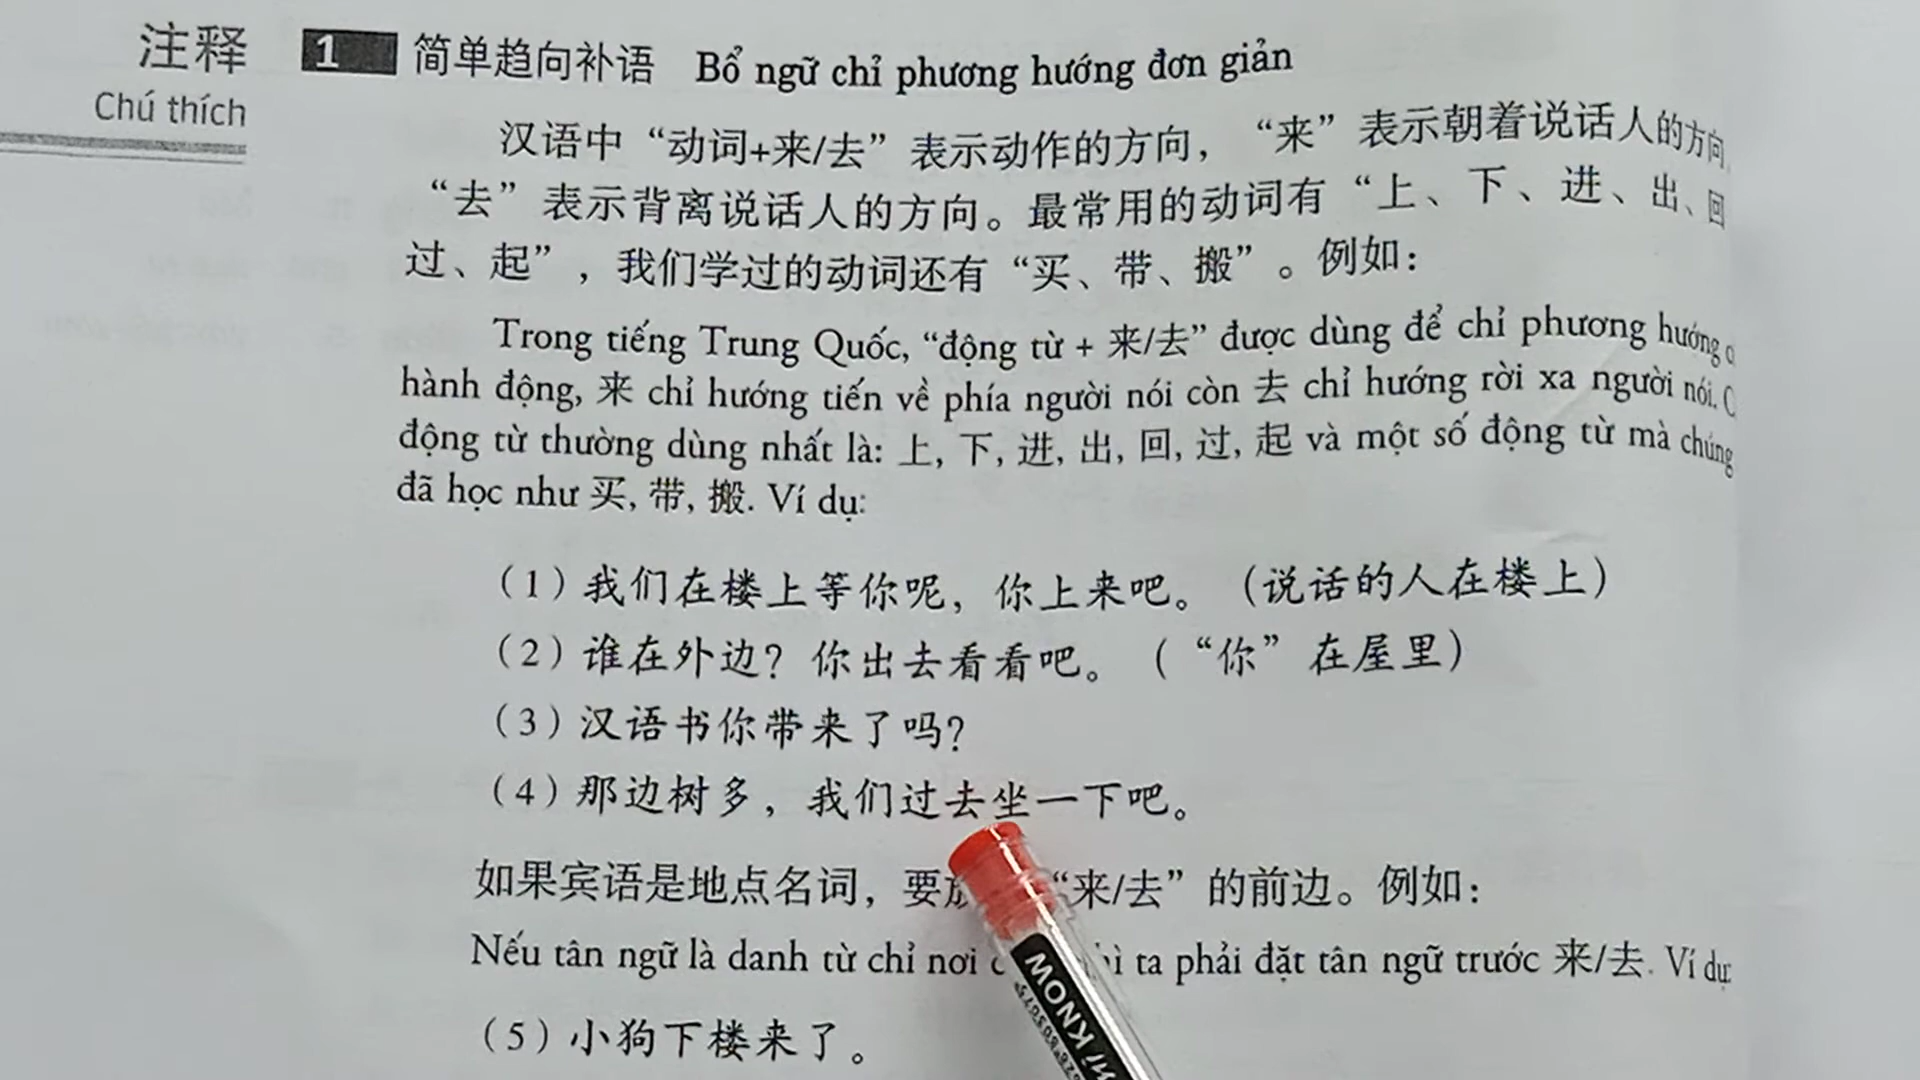 注释
Chú thích
1 简单趋向补语 Bổ ngữ chỉ phương hướng đơn giản
汉语中“动词+来/去”表示动作的方向，“来”表示朝着说话人的方向，
“去”表示背离说话人的方向。最常用的动词有“上、下、进、出、回
过、起”，我们学过的动词还有“买、带、搬”。例如：
Trong tiếng Trung Quốc, “động từ + 来/去” được dùng để chỉ phương hướng
hành động, 来 chỉ hướng tiến về phía người nói còn 去 chỉ hướng rời xa người nói.
động từ thường dùng nhất là: 上, 下, 进, 出, 回, 过, 起 và một số động từ mà chúng
đã học như 买, 带, 搬. Ví dụ:
（1）我们在楼上等你呢，你上来吧。（说话的人在楼上）
（2）谁在外边？你出去看看吧。（“你”在屋里）
（3）汉语书你带来了吗？
（4）那边树多，我们过去坐一下吧。
如果宾语是地点名词，要 “来/去”的前边。例如：
Nếu tân ngữ là danh từ chỉ nơi ta phải đặt tân ngữ trước 来/去. Ví dụ:
（5）小狗下楼来了。
KNOW